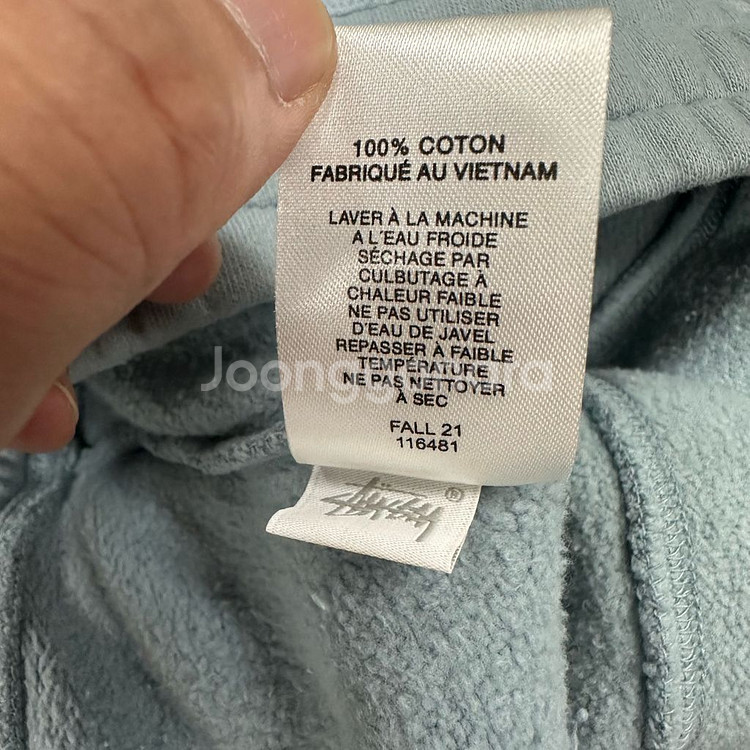 100% COTON
FABRIQUÉ AU VIETNAM
LAVER À LA MACHINE
A L'EAU FROIDE
SÉCHAGE PAR
CULBUTAGE À
CHALEUR FAIBLE
NE PAS UTILISER
D'EAU DE JAVEL
REPASSER À FAIBLE
TEMPÉRATURE
NE PAS NETTOYER
À SEC
FALL 21
116481
Stüssy ®